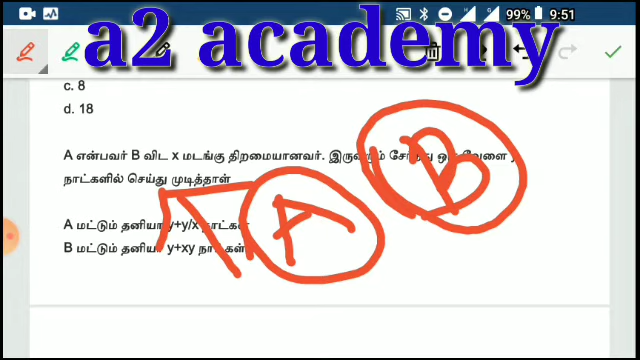 99% 9:51
a2 academy
c. 8
d. 18
A என்பவர் B விட x மடங்கு திறமையானவர். இருவரும் சேர்ந்து ஒரு வேளை y
நாட்களில் செய்து முடித்தாள்
A B
A மட்டும் தனியா y+y/x நாட்கள்
B மட்டும் தனியா y+xy நாட்கள்